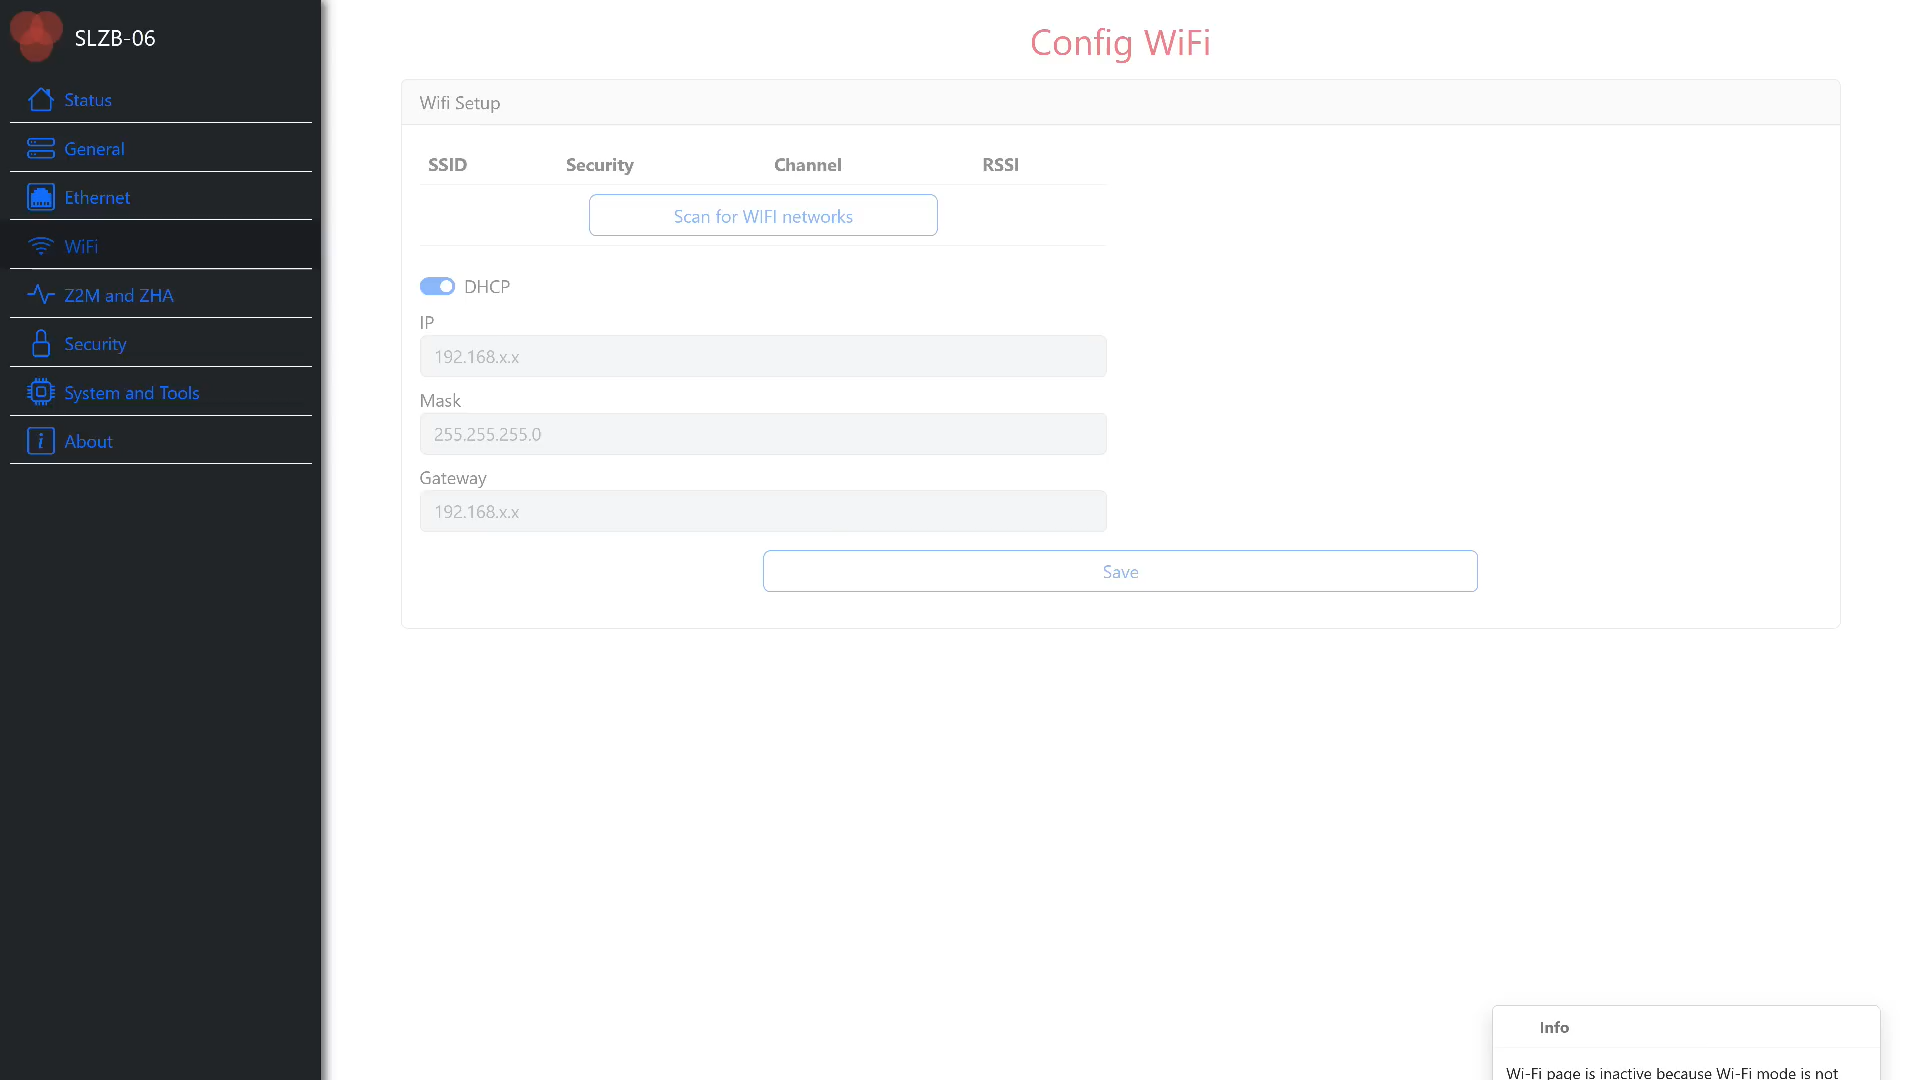 SLZB-06
Status
General
Ethernet
WiFi
Z2M and ZHA
Security
System and Tools
About
Config WiFi
Wifi Setup
SSID Security Channel RSSI
Scan for WIFI networks
DHCP
IP
192.168.x.x
Mask
255.255.255.0
Gateway
192.168.x.x
Save
Info
Wi-Fi page is inactive because Wi-Fi mode is not